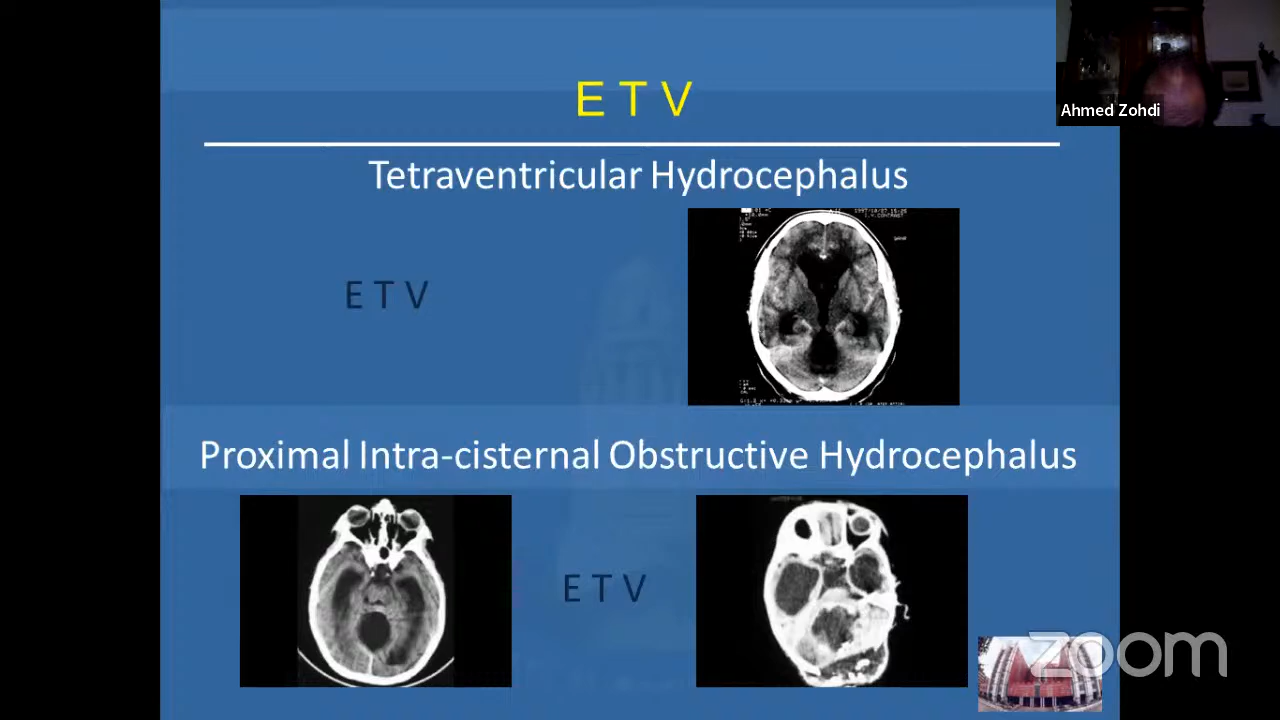 E T V
Ahmed Zohdi
Tetraventricular Hydrocephalus
E T V
Proximal Intra-cisternal Obstructive Hydrocephalus
E T V
zoom